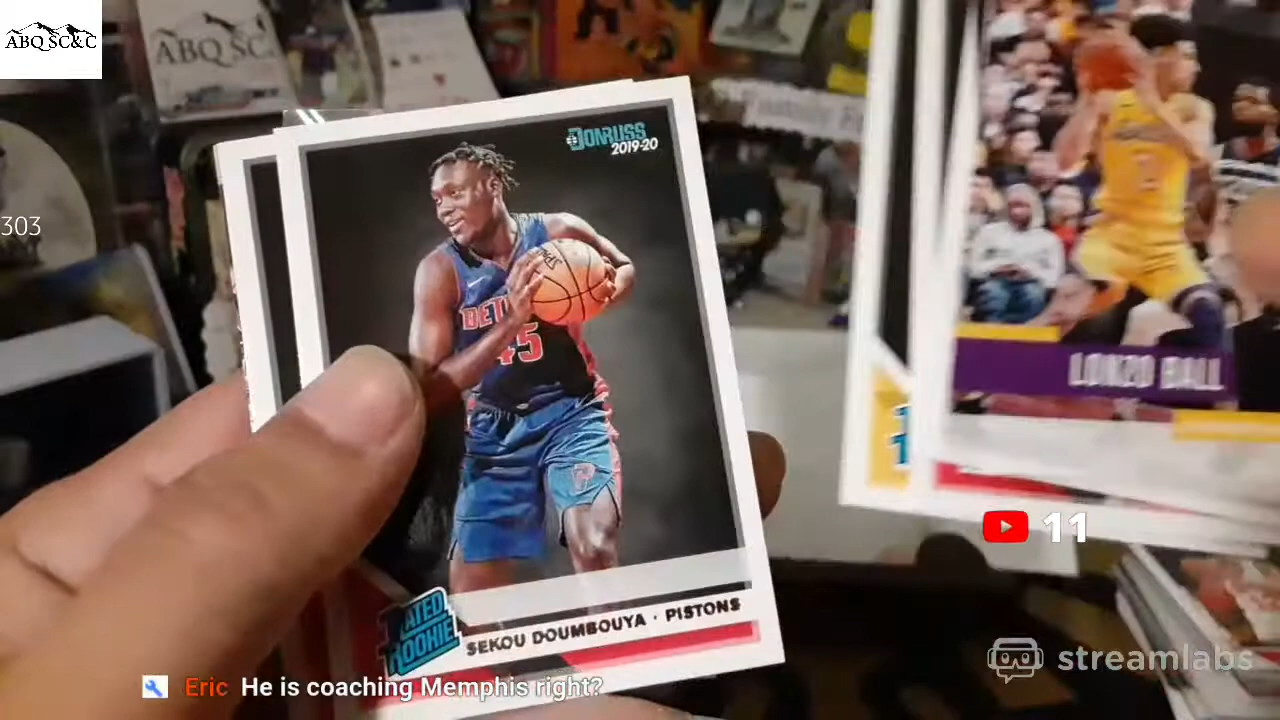 ABQ SC&C
ABQ SC
303
DONRUSS
2019-20
DET
45
RATED
ROOKIE
SEKOU DOUMBOUYA · PISTONS
2
LONZO BALL
11
streamlabs
Eric He is coaching Memphis right?